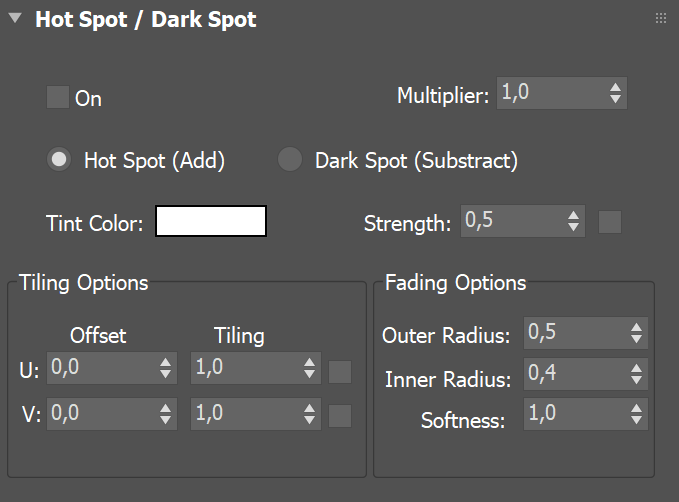 Hot Spot / Dark Spot
On
Multiplier: 1,0
Hot Spot (Add) Dark Spot (Substract)
Tint Color: Strength: 0,5
Tiling Options
Offset Tiling
U: 0,0 1,0
V: 0,0 1,0
Fading Options
Outer Radius: 0,5
Inner Radius: 0,4
Softness: 1,0